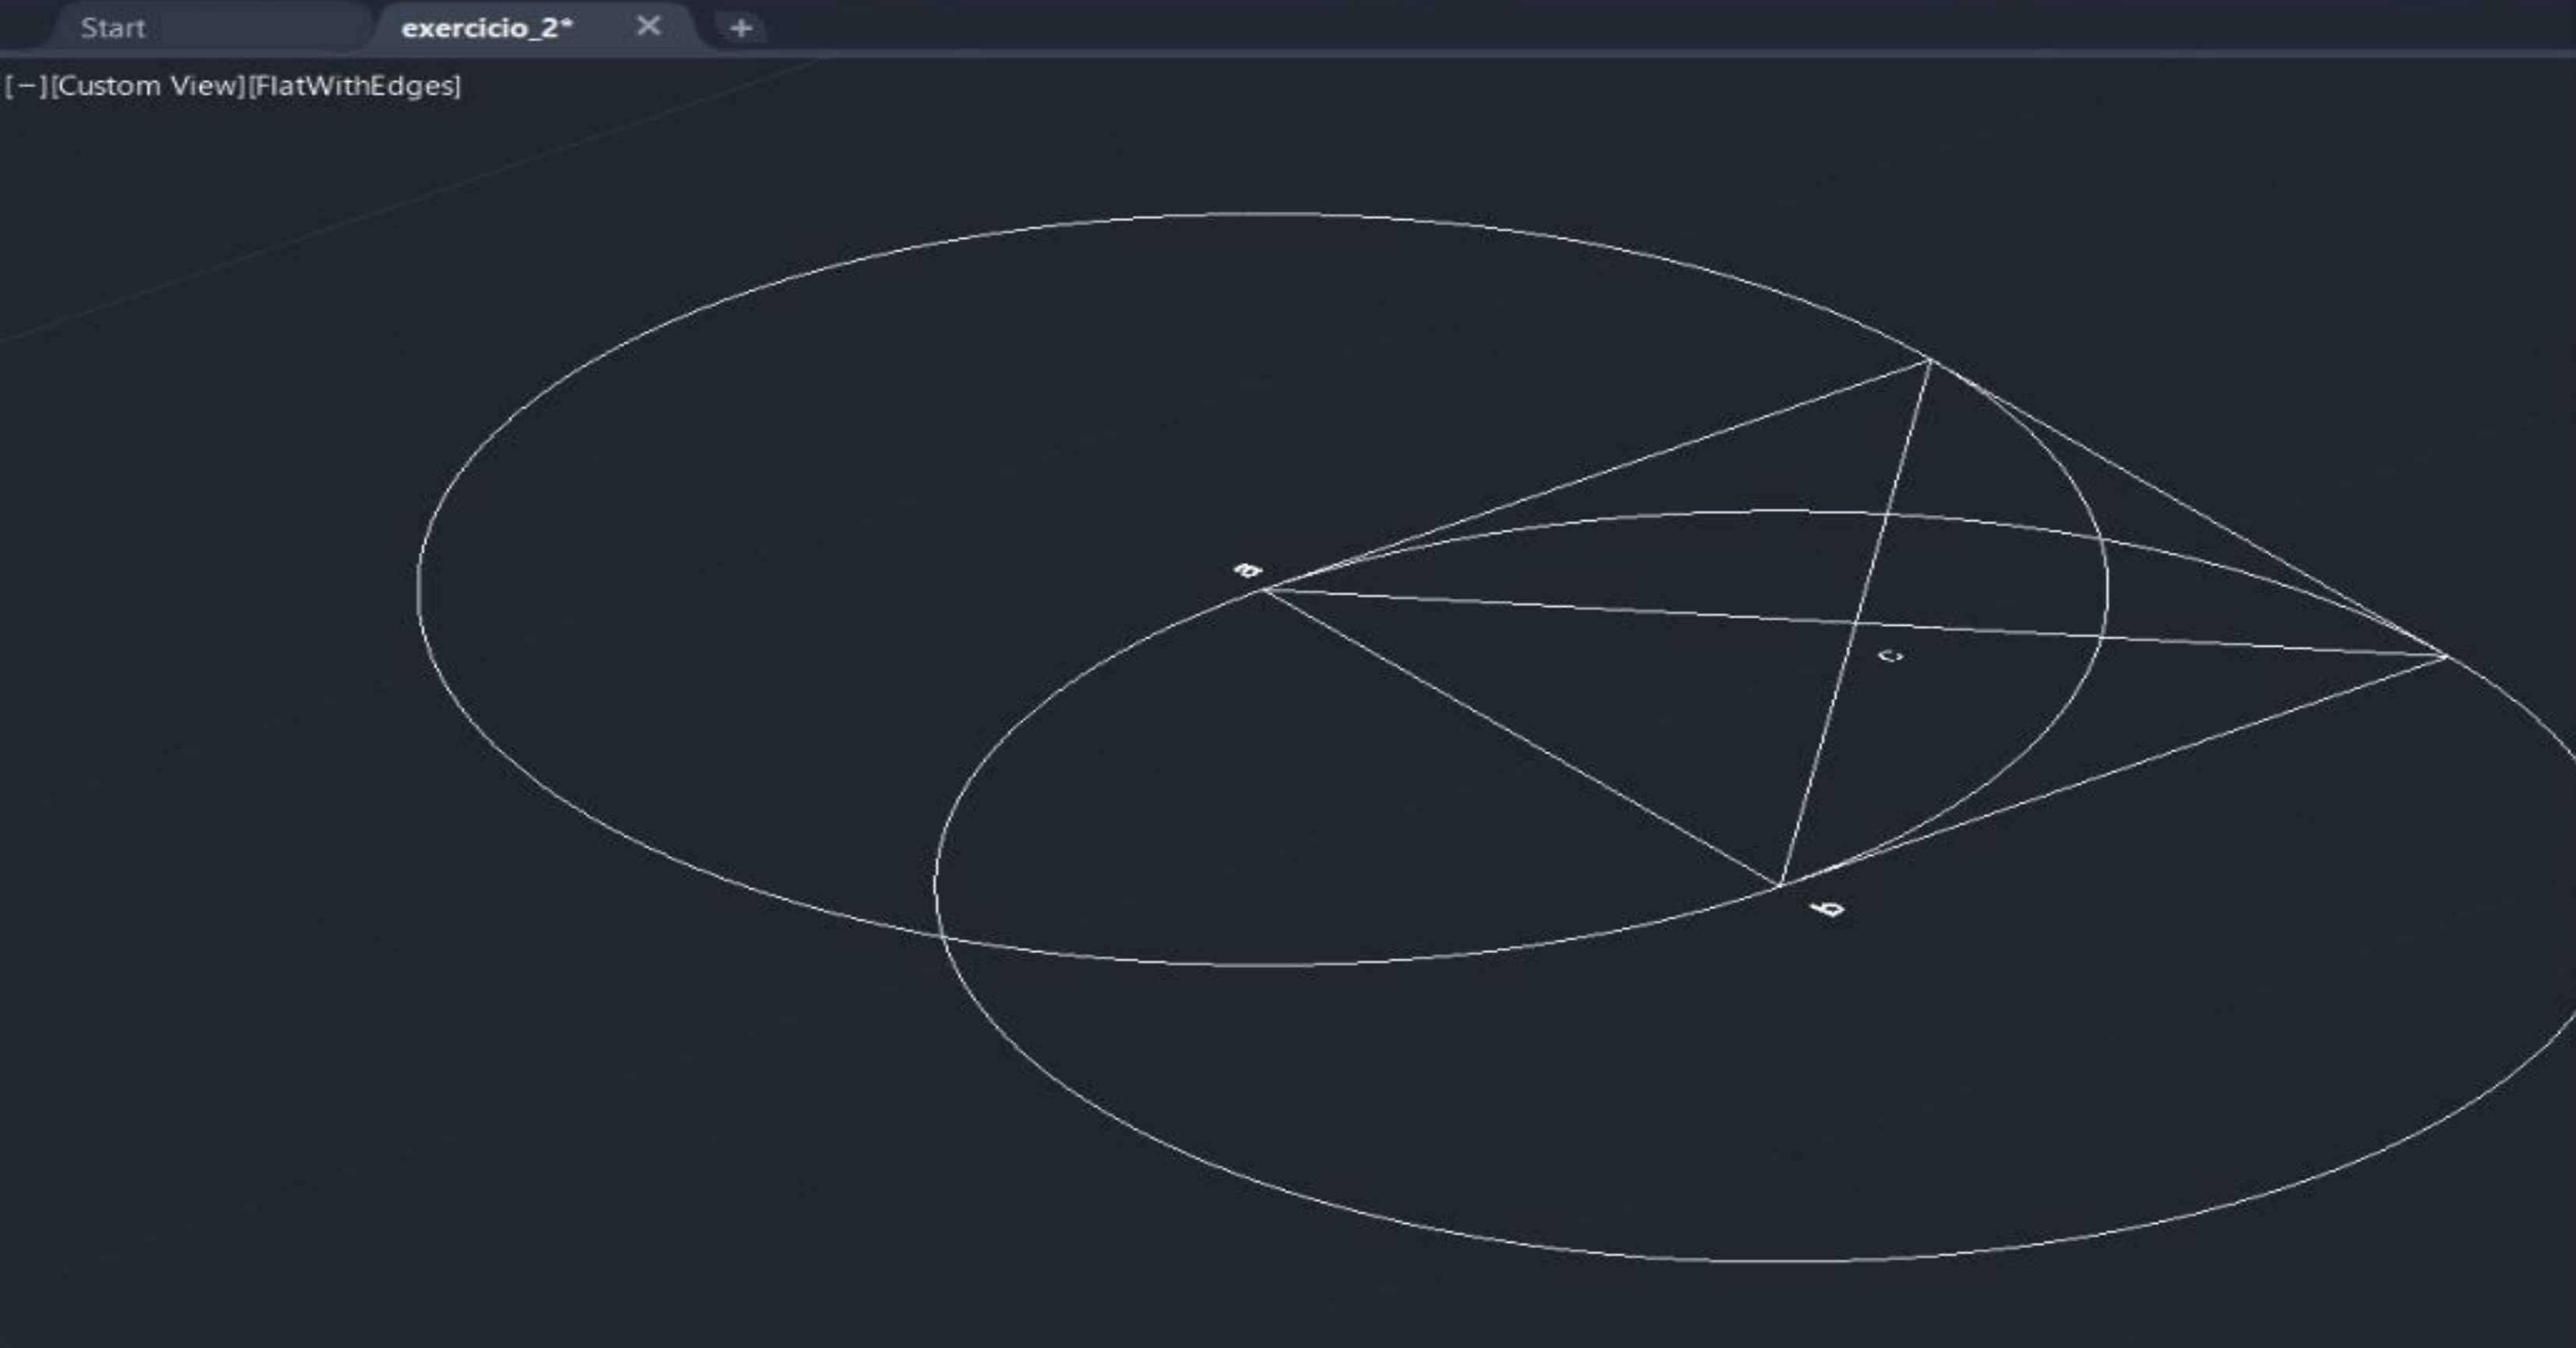 Start
exercicio_2*
[−][Custom View][FlatWithEdges]
a
c
b